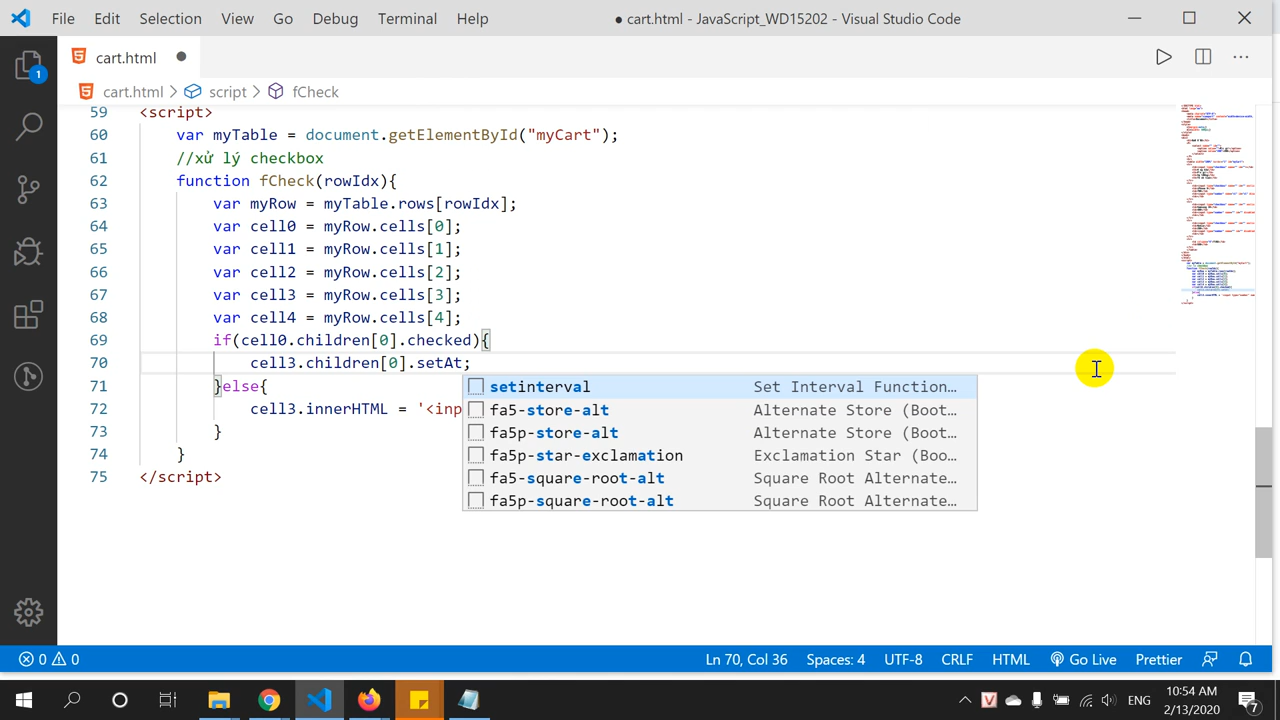 File Edit Selection View Go Debug Terminal Help
● cart.html - JavaScript_WD15202 - Visual Studio Code
cart.html
cart.html > script > fCheck
1
59 <script>
60 var myTable = document.getElementById("myCart");
61 //xử lý checkbox
62 function fCheck(rowIdx){
63 var myRow = myTable.rows[rowIdx];
64 var cell0 = myRow.cells[0];
65 var cell1 = myRow.cells[1];
66 var cell2 = myRow.cells[2];
67 var cell3 = myRow.cells[3];
68 var cell4 = myRow.cells[4];
69 if(cell0.children[0].checked){
70 cell3.children[0].setAt;
71 }else{
72 cell3.innerHTML = '<inp
73 }
74 }
75 </script>
setinterval Set Interval Function…
fa5-store-alt Alternate Store (Boot…
fa5p-store-alt Alternate Store (Boot…
fa5p-star-exclamation Exclamation Star (Boo…
fa5-square-root-alt Square Root Alternate…
fa5p-square-root-alt Square Root Alternate…
0 0 Ln 70, Col 36 Spaces: 4 UTF-8 CRLF HTML Go Live Prettier
ENG 10:54 AM 2/13/2020 7